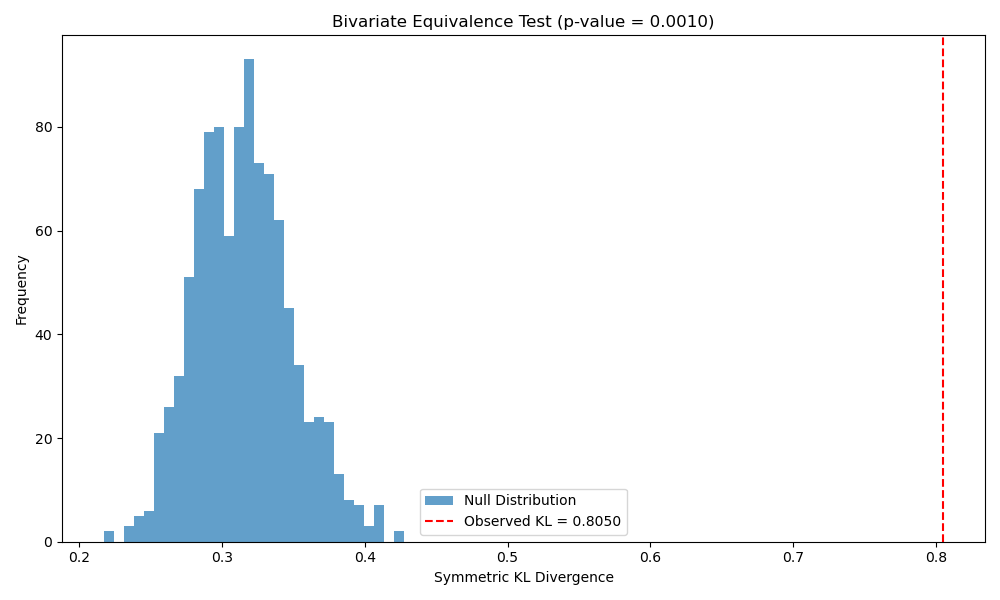 Bivariate Equivalence Test (p-value = 0.0010)
Frequency
80
60
40
20
0
0.2
0.3
0.4
0.5
0.6
0.7
0.8
Symmetric KL Divergence
Null Distribution
Observed KL = 0.8050